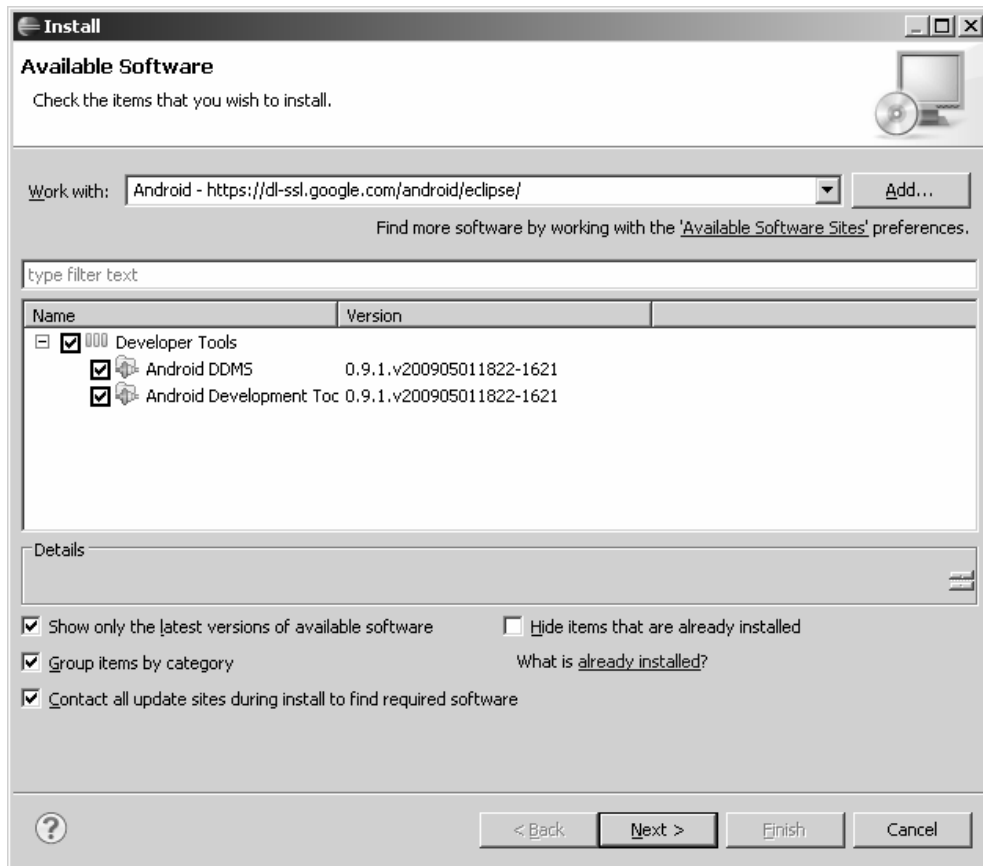 Install
Available Software
Check the items that you wish to install.
Work with: Android - https://dl-ssl.google.com/android/eclipse/ Add...
Find more software by working with the 'Available Software Sites' preferences.
type filter text
Name Version
Developer Tools
Android DDMS 0.9.1.v200905011822-1621
Android Development Toc 0.9.1.v200905011822-1621
Details
Show only the latest versions of available software Hide items that are already installed
Group items by category What is already installed?
Contact all update sites during install to find required software
? < Back Next > Finish Cancel